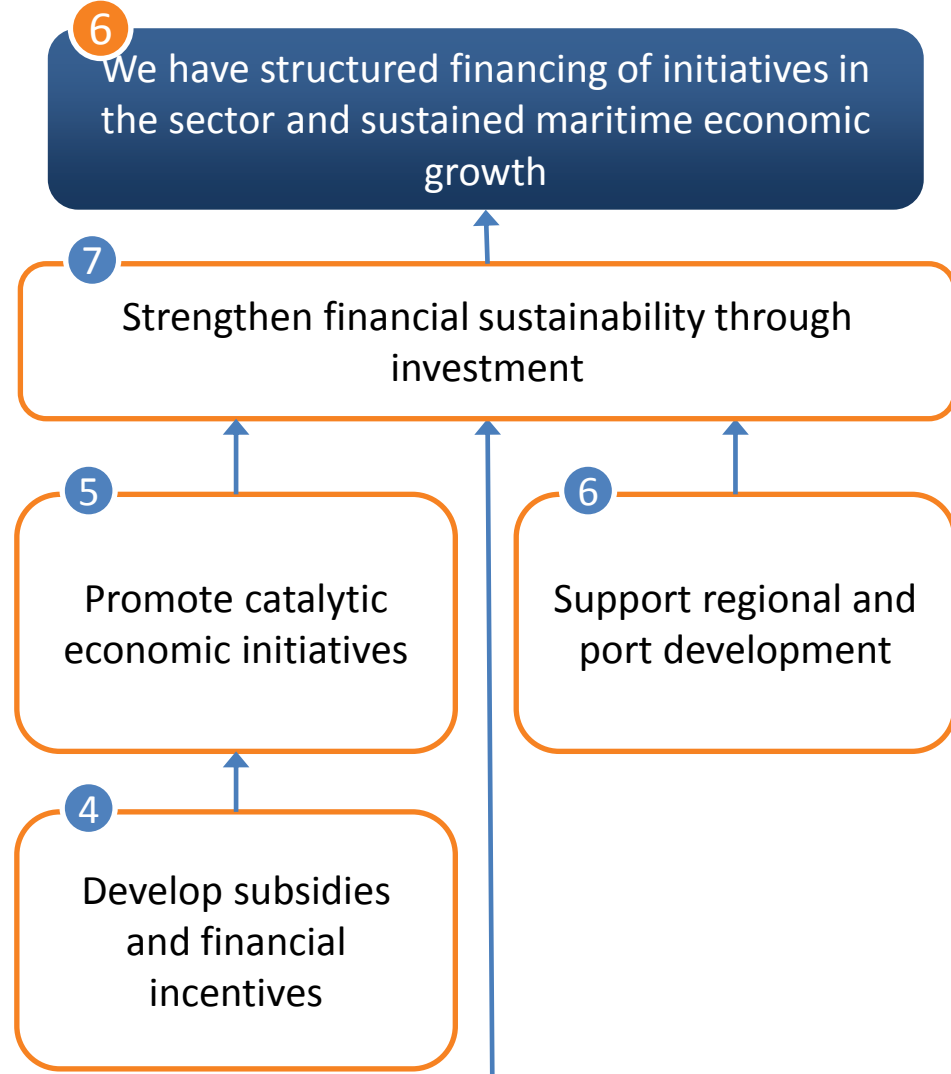 6
We have structured financing of initiatives in
the sector and sustained maritime economic
growth
7
Strengthen financial sustainability through
investment
5
Promote catalytic
economic initiatives
6
Support regional and
port development
4
Develop subsidies
and financial
incentives